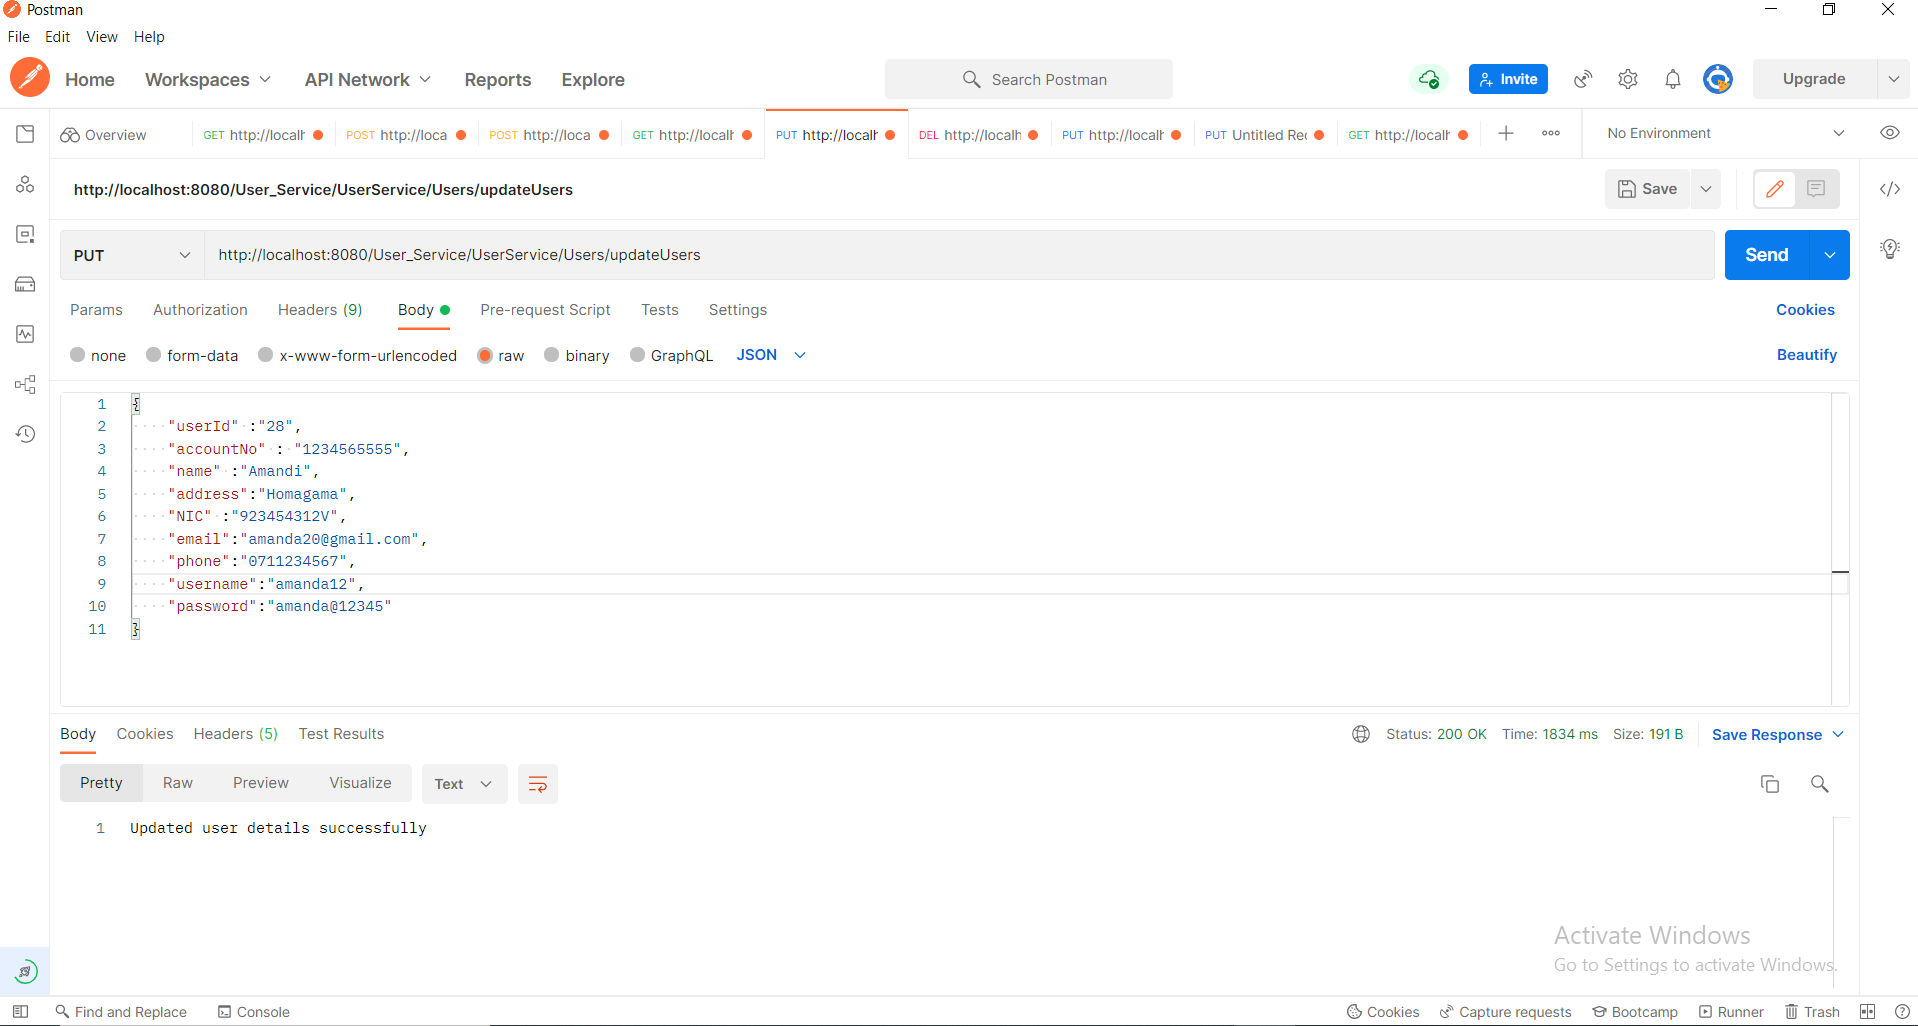 Postman
File Edit View Help
Home Workspaces API Network Reports Explore Search Postman Invite Upgrade
Overview GET http://localh POST http://loca POST http://loca GET http://localh PUT http://localh DEL http://localh PUT http://localh PUT Untitled Rec GET http://localh No Environment
http://localhost:8080/User_Service/UserService/Users/updateUsers Save
PUT http://localhost:8080/User_Service/UserService/Users/updateUsers Send
Params Authorization Headers (9) Body Pre-request Script Tests Settings Cookies
none form-data x-www-form-urlencoded raw binary GraphQL JSON Beautify
1 {
2 "userId" :"28",
3 "accountNo" : "1234565555",
4 "name" :"Amandi",
5 "address":"Homagama",
6 "NIC" :"923454312V",
7 "email":"amanda20@gmail.com",
8 "phone":"0711234567",
9 "username":"amanda12",
10 "password":"amanda@12345"
11 }
Body Cookies Headers (5) Test Results Status: 200 OK Time: 1834 ms Size: 191 B Save Response
Pretty Raw Preview Visualize Text
1 Updated user details successfully
Activate Windows
Go to Settings to activate Windows.
Find and Replace Console Cookies Capture requests Bootcamp Runner Trash